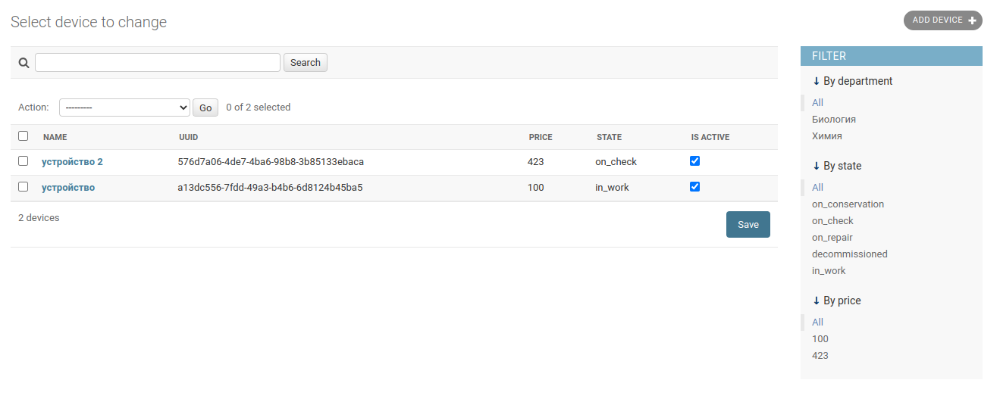 Select device to change
ADD DEVICE +
Search
Action: --------- Go 0 of 2 selected
NAME UUID PRICE STATE IS ACTIVE
устройство 2 576d7a06-4de7-4ba6-98b8-3b85133ebaca 423 on_check
устройство a13dc556-7fdd-49a3-b4b6-6d8124b45ba5 100 in_work
2 devices
Save
FILTER
↓ By department
All
Биология
Химия
↓ By state
All
on_conservation
on_check
on_repair
decommissioned
in_work
↓ By price
All
100
423